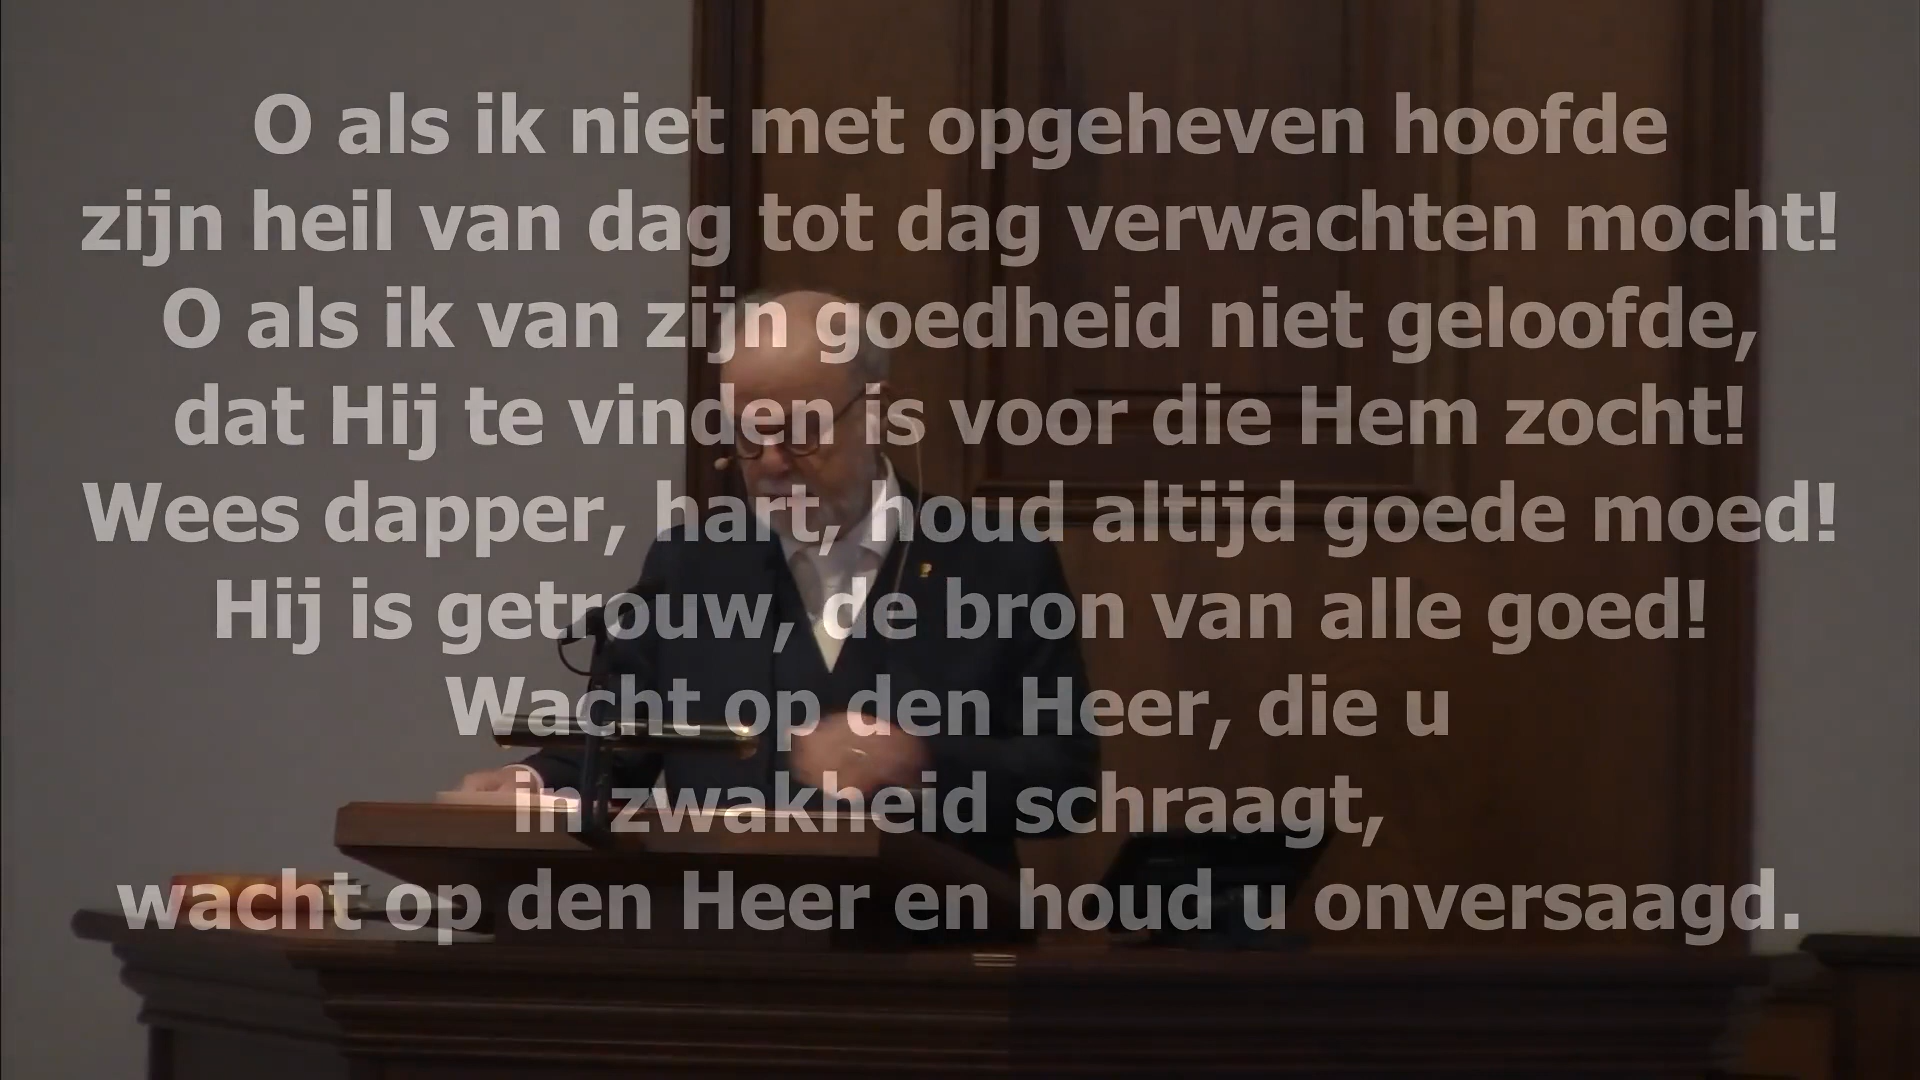 O als ik niet met opgeheven hoofde
zijn heil van dag tot dag verwachten mocht!
O als ik van zijn goedheid niet geloofde,
dat Hij te vinden is voor die Hem zocht!
Wees dapper, hart, houd altijd goede moed!
Hij is getrouw, de bron van alle goed!
Wacht op den Heer, die u
in zwakheid schraagt,
wacht op den Heer en houd u onversaagd.